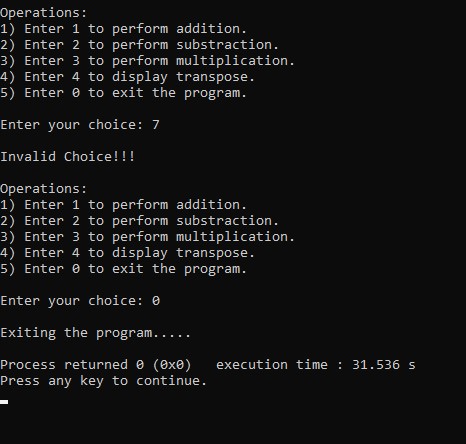 Operations:
1) Enter 1 to perform addition.
2) Enter 2 to perform substraction.
3) Enter 3 to perform multiplication.
4) Enter 4 to display transpose.
5) Enter 0 to exit the program.
Enter your choice: 7
Invalid Choice!!!
Operations:
1) Enter 1 to perform addition.
2) Enter 2 to perform substraction.
3) Enter 3 to perform multiplication.
4) Enter 4 to display transpose.
5) Enter 0 to exit the program.
Enter your choice: 0
Exiting the program.....
Process returned 0 (0x0)   execution time : 31.536 s
Press any key to continue.